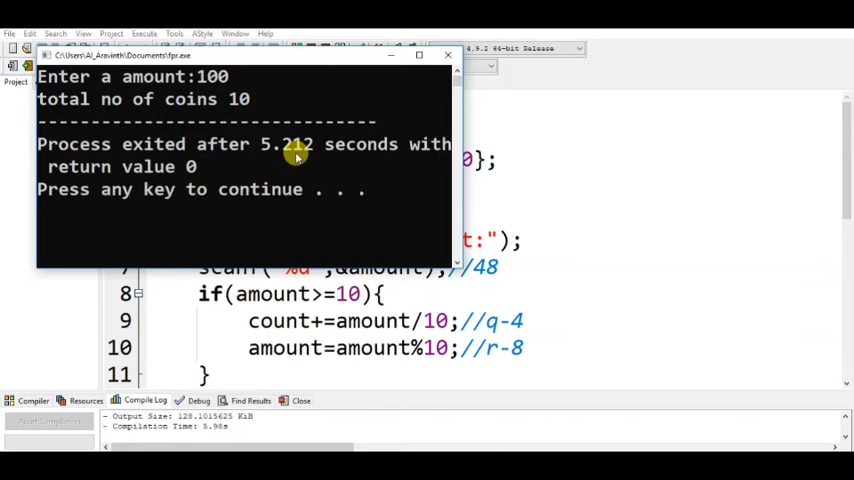 File Edit Search View Project Execute Tools AStyle Window Help
4.9.2 64-bit Release
C:\Users\Al_Aravinth\Documents\fpr.exe
Project
Enter a amount:100
total no of coins 10
--------------------------------
Process exited after 5.212 seconds with
return value 0
Press any key to continue . . .
0};
t:");
scanf("%d",&amount);//48
8 if(amount>=10){
9 count+=amount/10;//q-4
10 amount=amount%10;//r-8
11 }
Compiler Resources Compile Log Debug Find Results Close
Abort Compilation
- Output Size: 128.1015625 KiB
- Compilation Time: 5.98s